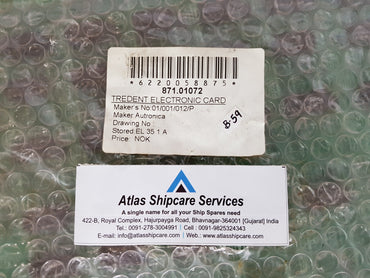 *6220058875*
871.01072
TREDENT ELECTRONIC CARD
Maker's No:01/001/012/P
Maker:Autronica
Drawing No:
Stored:EL 35 1 A
Price: NOK
B-59
Atlas Shipcare Services
A single name for all your Ship Spares need
422-B, Royal Complex, Hajurpayga Road, Bhavnagar-364001 [Gujarat] India
Tel.: 0091-278-3004991 | Cell : 0091-9825324343
E-mail: info@atlasshipcare.com | Web.: www.atlasshipcare.com